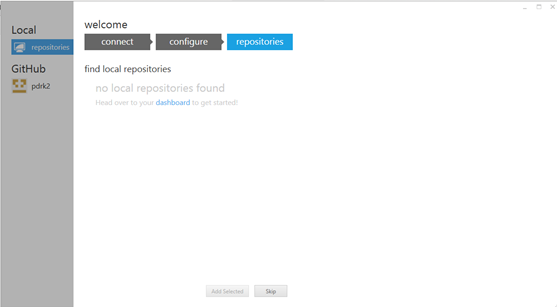 Local
repositories
GitHub
pdrk2
welcome
connect
configure
repositories
find local repositories
no local repositories found
Head over to your dashboard to get started!
Add Selected
Skip